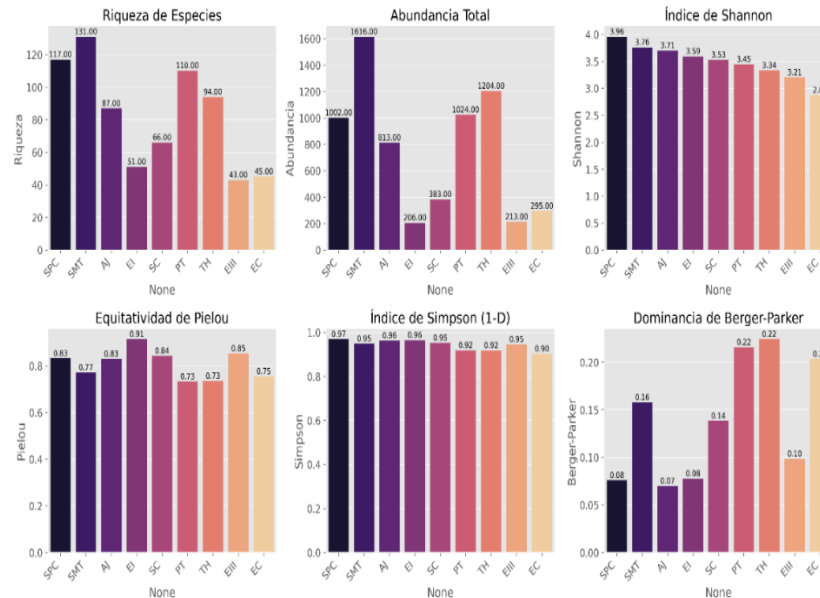 Riqueza de Especies
Riqueza
120
100
80
60
40
20
0
117.00
131.00
87.00
51.00
66.00
110.00
94.00
43.00
45.00
SPC
SMT
AJ
EI
SC
PT
TH
EIII
EC
None
Abundancia Total
Abundancia
1600
1400
1200
1000
800
600
400
200
0
1002.00
1616.00
813.00
206.00
383.00
1024.00
1204.00
213.00
295.00
SPC
SMT
AJ
EI
SC
PT
TH
EIII
EC
None
Índice de Shannon
Shannon
4.0
3.5
3.0
2.5
2.0
1.5
1.0
0.5
0.0
3.96
3.76
3.71
3.59
3.53
3.45
3.34
3.21
SPC
SMT
AJ
EI
SC
PT
TH
EIII
EC
None
Equitatividad de Pielou
Pielou
0.8
0.6
0.4
0.2
0.0
0.83
0.77
0.83
0.91
0.84
0.73
0.73
0.85
0.75
SPC
SMT
AJ
EI
SC
PT
TH
EIII
EC
None
Índice de Simpson (1-D)
Simpson
1.0
0.8
0.6
0.4
0.2
0.0
0.97
0.95
0.96
0.96
0.95
0.92
0.92
0.95
0.90
SPC
SMT
AJ
EI
SC
PT
TH
EIII
EC
None
Dominancia de Berger-Parker
Berger-Parker
0.20
0.15
0.10
0.05
0.00
0.08
0.16
0.07
0.08
0.14
0.22
0.22
0.10
SPC
SMT
AJ
EI
SC
PT
TH
EIII
EC
None